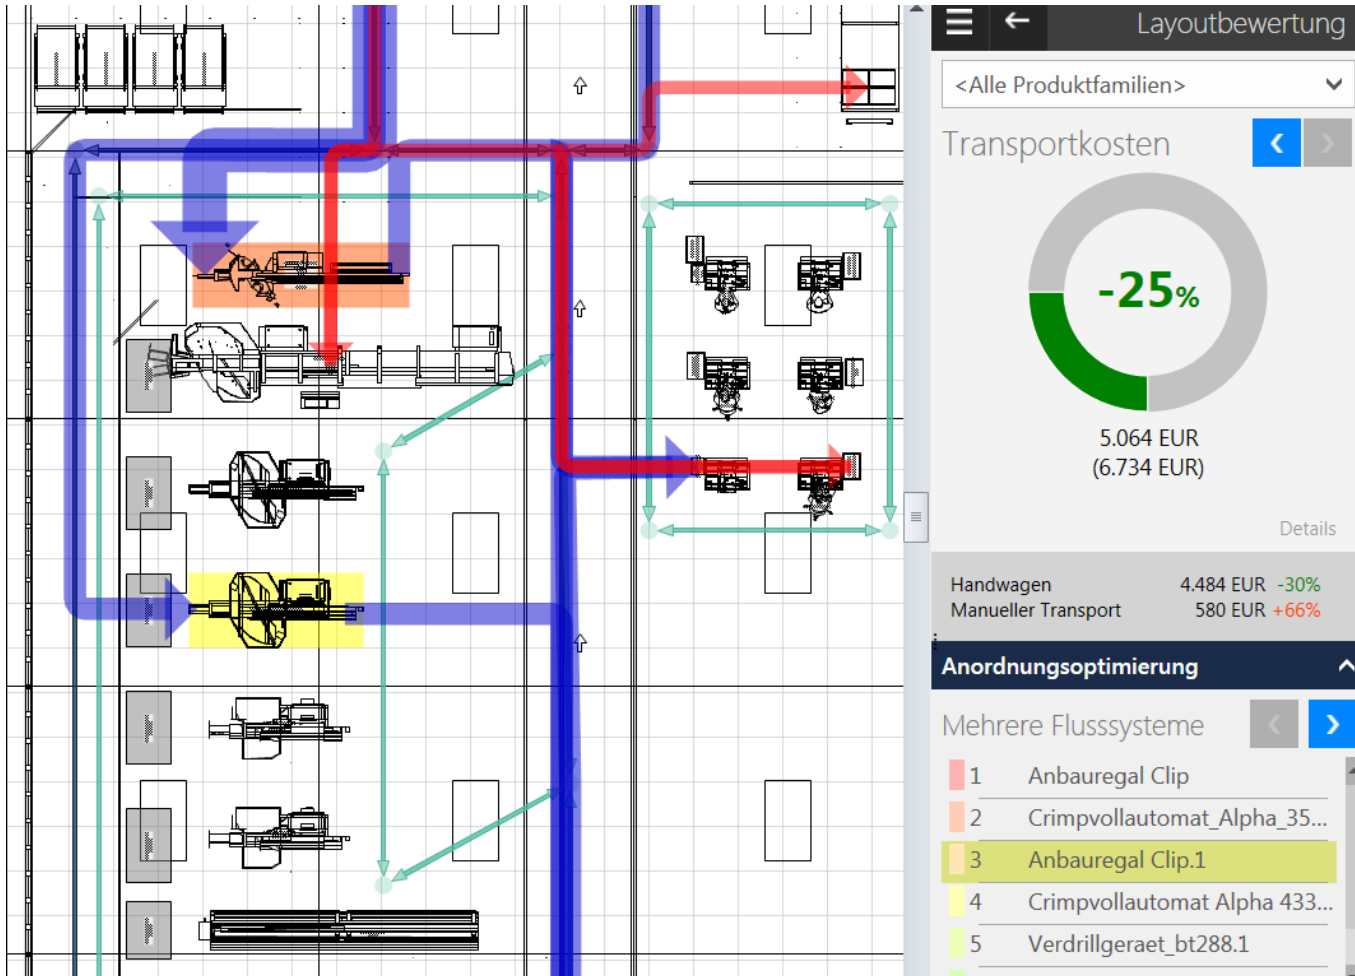 Layoutbewertung
<Alle Produktfamilien>
Transportkosten
-25%
5.064 EUR
(6.734 EUR)
Details
Handwagen 4.484 EUR -30%
Manueller Transport 580 EUR +66%
Anordnungsoptimierung
Mehrere Flusssysteme
1 Anbauregal Clip
2 Crimpvollautomat_Alpha_35...
3 Anbauregal Clip.1
4 Crimpvollautomat Alpha 433...
5 Verdrillgeraet_bt288.1